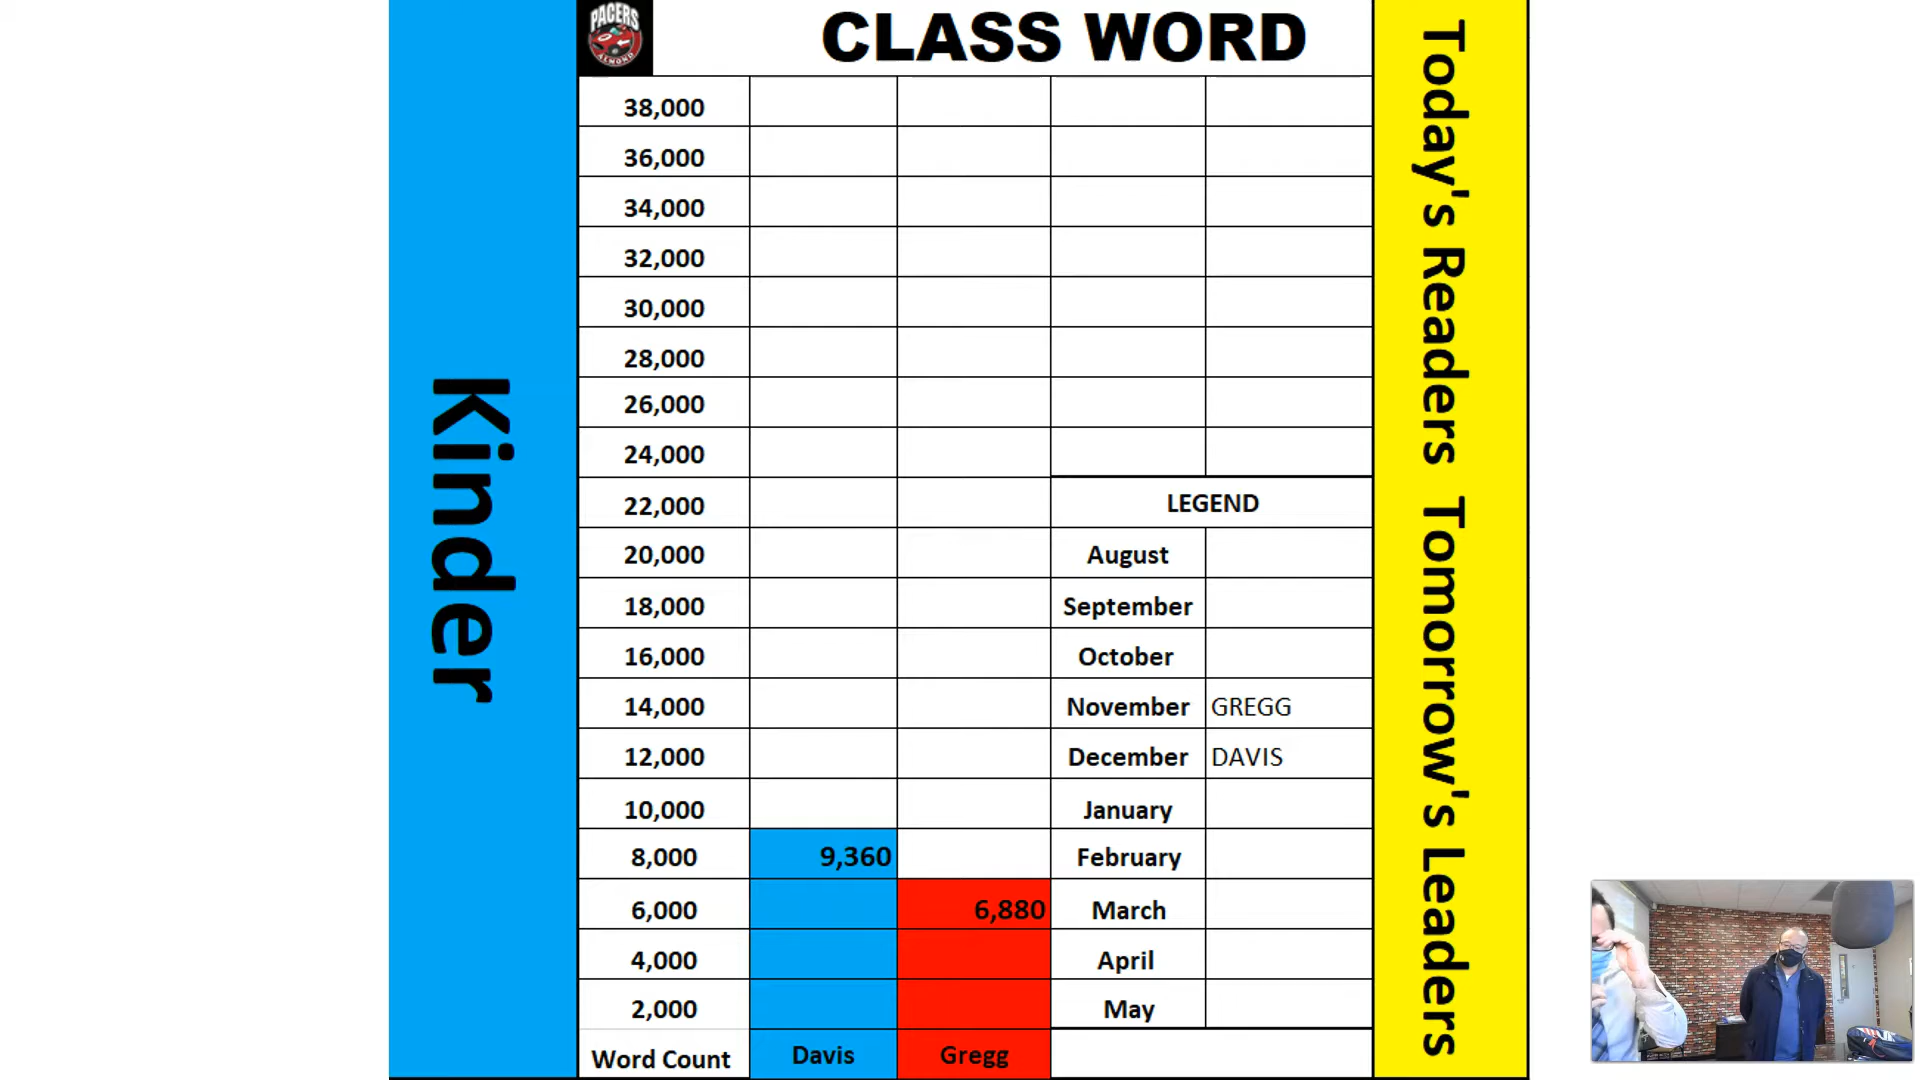 PACERS
ALMOND
CLASS WORD
Kinder
38,000
36,000
34,000
32,000
30,000
28,000
26,000
24,000
22,000 LEGEND
20,000 August
18,000 September
16,000 October
14,000 November GREGG
12,000 December DAVIS
10,000 January
8,000 9,360 February
6,000 6,880 March
4,000 April
2,000 May
Word Count Davis Gregg
Today's Readers Tomorrow's Leaders